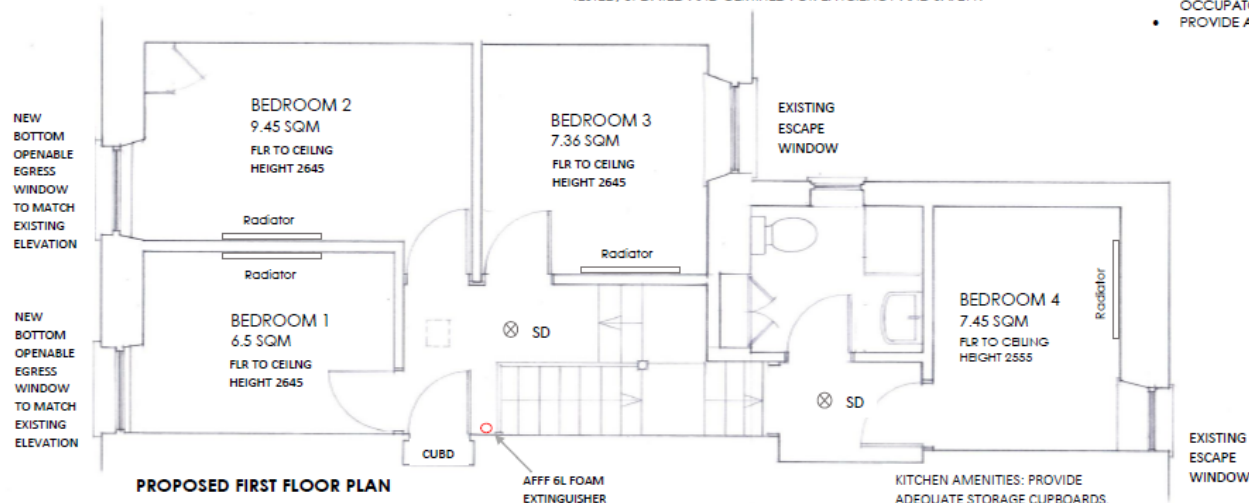 OCCUPATO
• PROVIDE A
NEW
BOTTOM
OPENABLE
EGRESS
WINDOW
TO MATCH
EXISTING
ELEVATION
BEDROOM 2
9.45 SQM
FLR TO CEILNG
HEIGHT 2645
Radiator
BEDROOM 3
7.36 SQM
FLR TO CEILNG
HEIGHT 2645
Radiator
EXISTING
ESCAPE
WINDOW
NEW
BOTTOM
OPENABLE
EGRESS
WINDOW
TO MATCH
EXISTING
ELEVATION
Radiator
BEDROOM 1
6.5 SQM
FLR TO CEILNG
HEIGHT 2645
SD
SD
BEDROOM 4
7.45 SQM
FLR TO CEILING
HEIGHT 2555
Radiator
CUBD
PROPOSED FIRST FLOOR PLAN
AFFF 6L FOAM
EXTINGUISHER
KITCHEN AMENITIES: PROVIDE
ADEQUATE STORAGE CUPBOARDS
EXISTING
ESCAPE
WINDOW